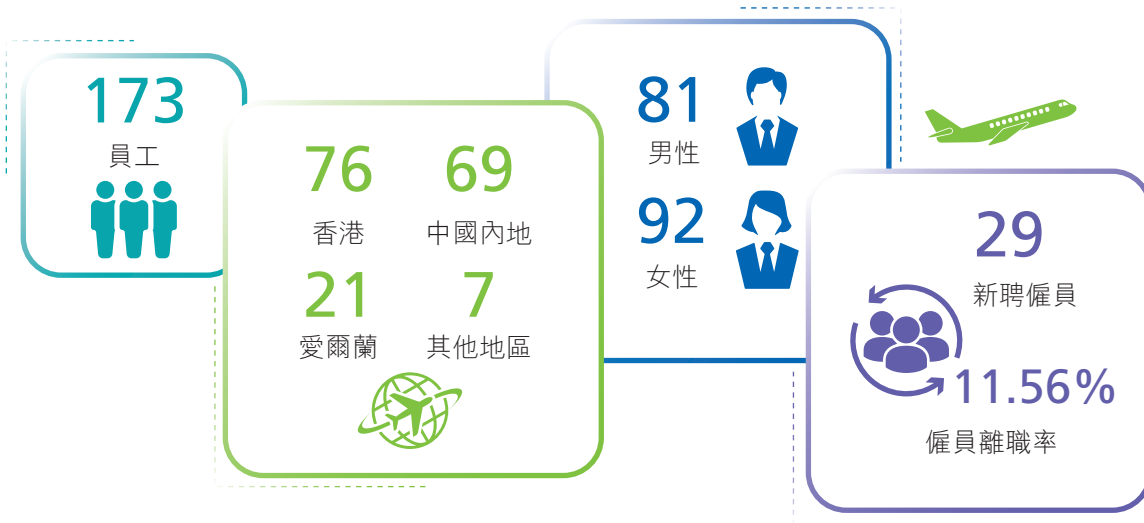 173
員工
76
香港
69
中國內地
21
愛爾蘭
7
其他地區
81
男性
92
女性
29
新聘僱員
11.56%
僱員離職率